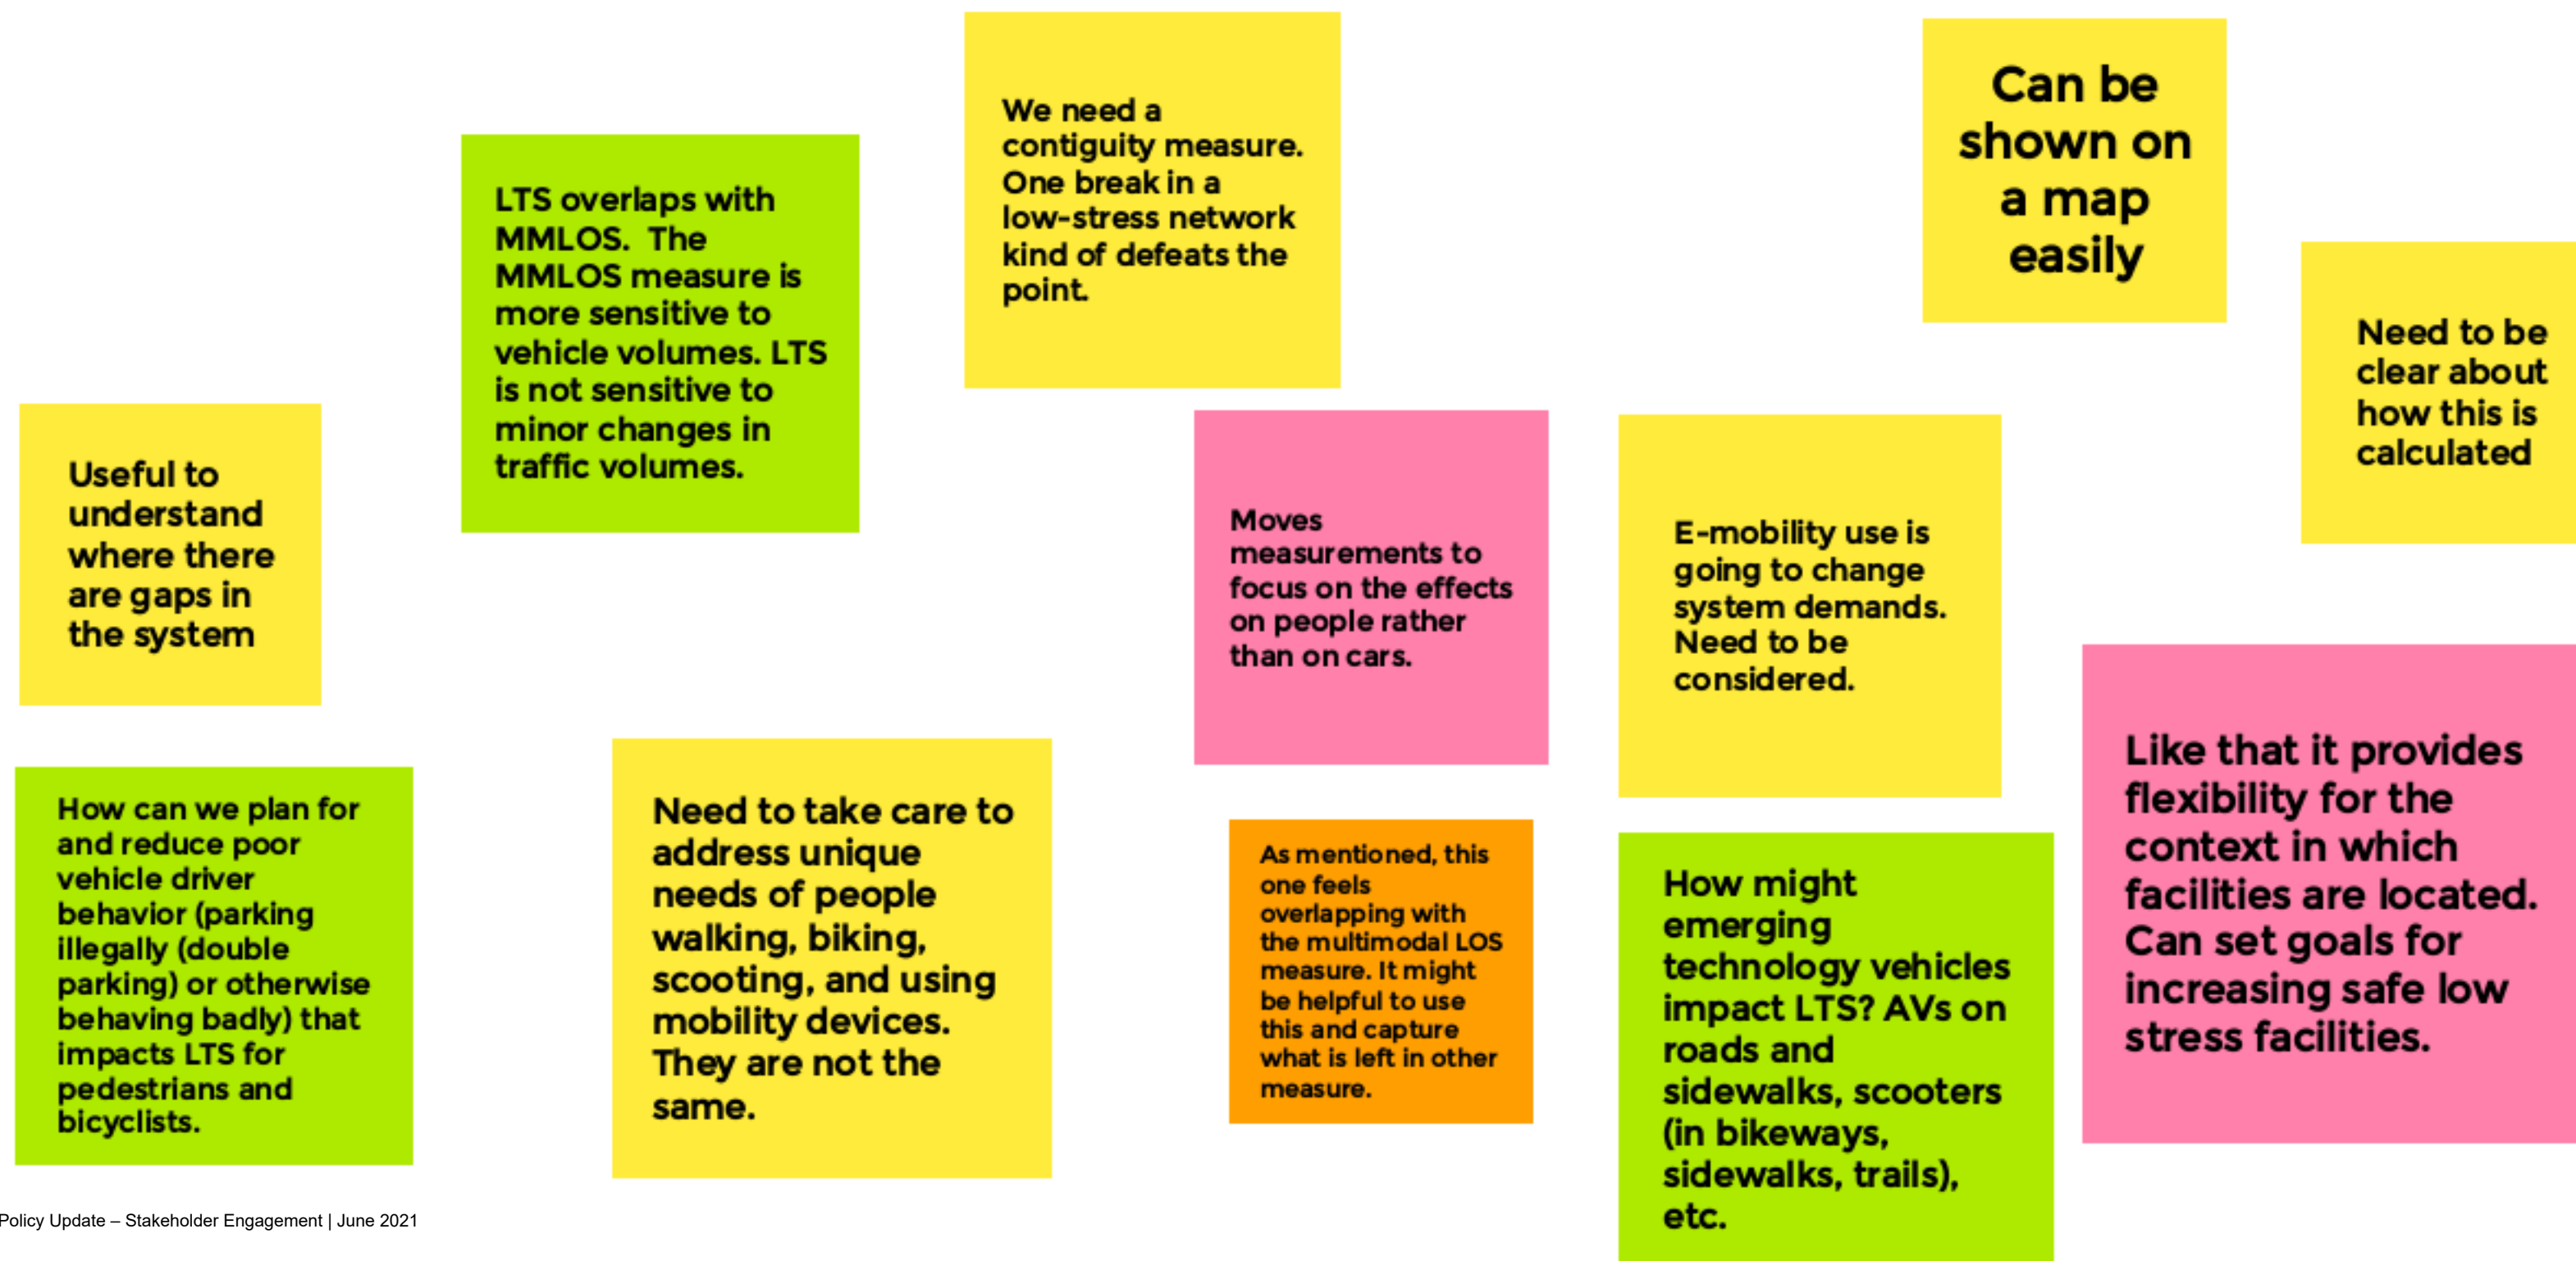 We need a
contiguity measure.
One break in a
low-stress network
kind of defeats the
point.
Can be
shown on
a map
easily
LTS overlaps with
MMLOS.  The
MMLOS measure is
more sensitive to
vehicle volumes. LTS
is not sensitive to
minor changes in
traffic volumes.
Need to be
clear about
how this is
calculated
Useful to
understand
where there
are gaps in
the system
Moves
measurements to
focus on the effects
on people rather
than on cars.
E-mobility use is
going to change
system demands.
Need to be
considered.
Like that it provides
flexibility for the
context in which
facilities are located.
Can set goals for
increasing safe low
stress facilities.
How can we plan for
and reduce poor
vehicle driver
behavior (parking
illegally (double
parking) or otherwise
behaving badly) that
impacts LTS for
pedestrians and
bicyclists.
Need to take care to
address unique
needs of people
walking, biking,
scooting, and using
mobility devices.
They are not the
same.
As mentioned, this
one feels
overlapping with
the multimodal LOS
measure. It might
be helpful to use
this and capture
what is left in other
measure.
How might
emerging
technology vehicles
impact LTS? AVs on
roads and
sidewalks, scooters
(in bikeways,
sidewalks, trails),
etc.
Policy Update – Stakeholder Engagement | June 2021